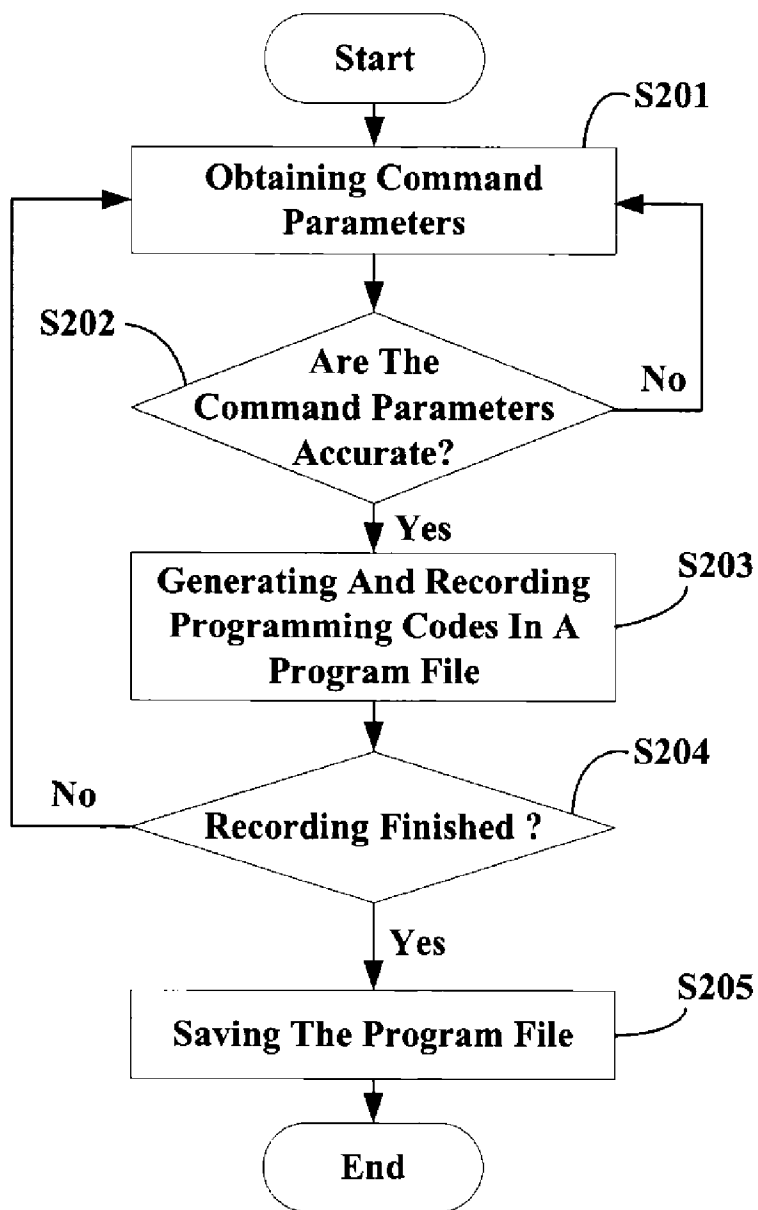 Start
S201
Obtaining Command
Parameters
S202
Are The
Command Parameters
Accurate?
No
Yes
Generating And Recording
Programming Codes In A
Program File
S203
S204
No
Recording Finished ?
Yes
S205
Saving The Program File
End